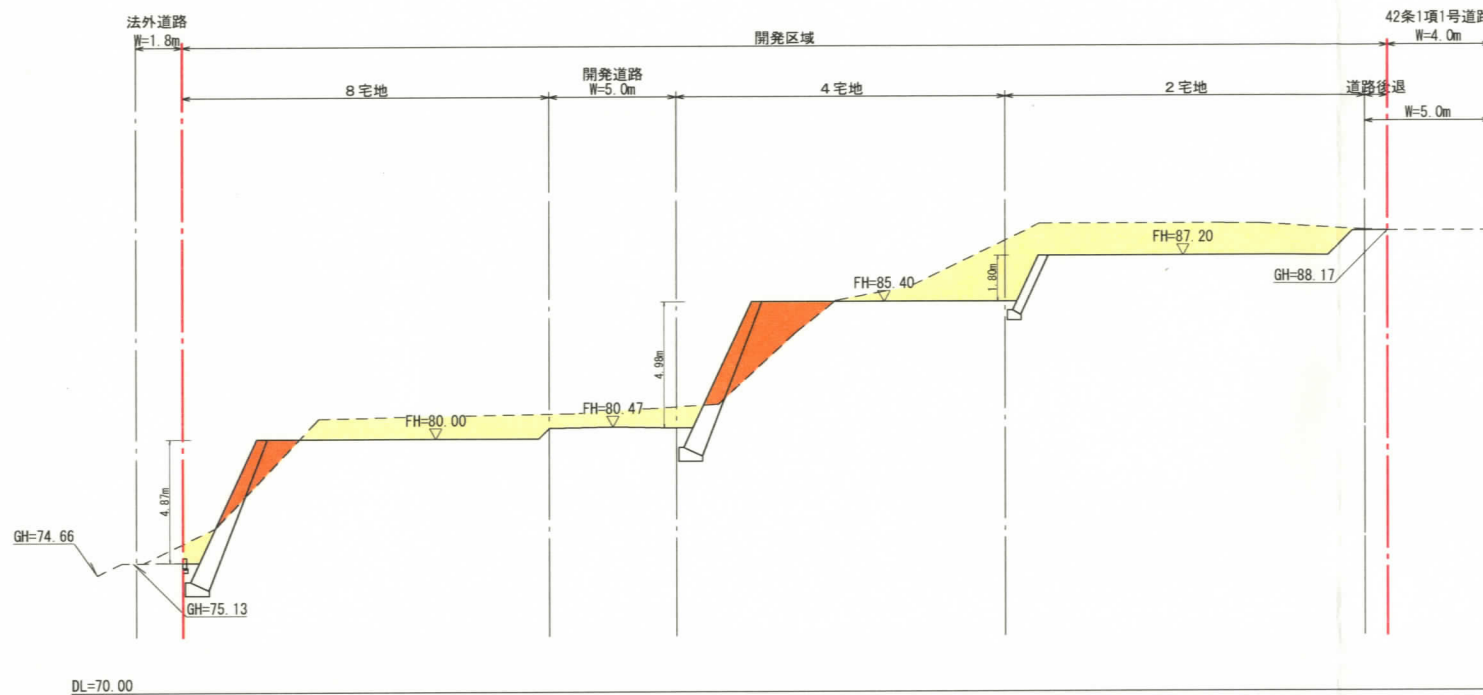 法外道路
W=1.8m
42条1項1号道路
W=4.0m
開発区域
8宅地
開発道路
W=5.0m
4宅地
2宅地
道路後退
W=5.0m
FH=87.20
GH=88.17
1.80m
FH=85.40
4.98m
FH=80.47
FH=80.00
4.87m
GH=74.66
GH=75.13
DL=70.00